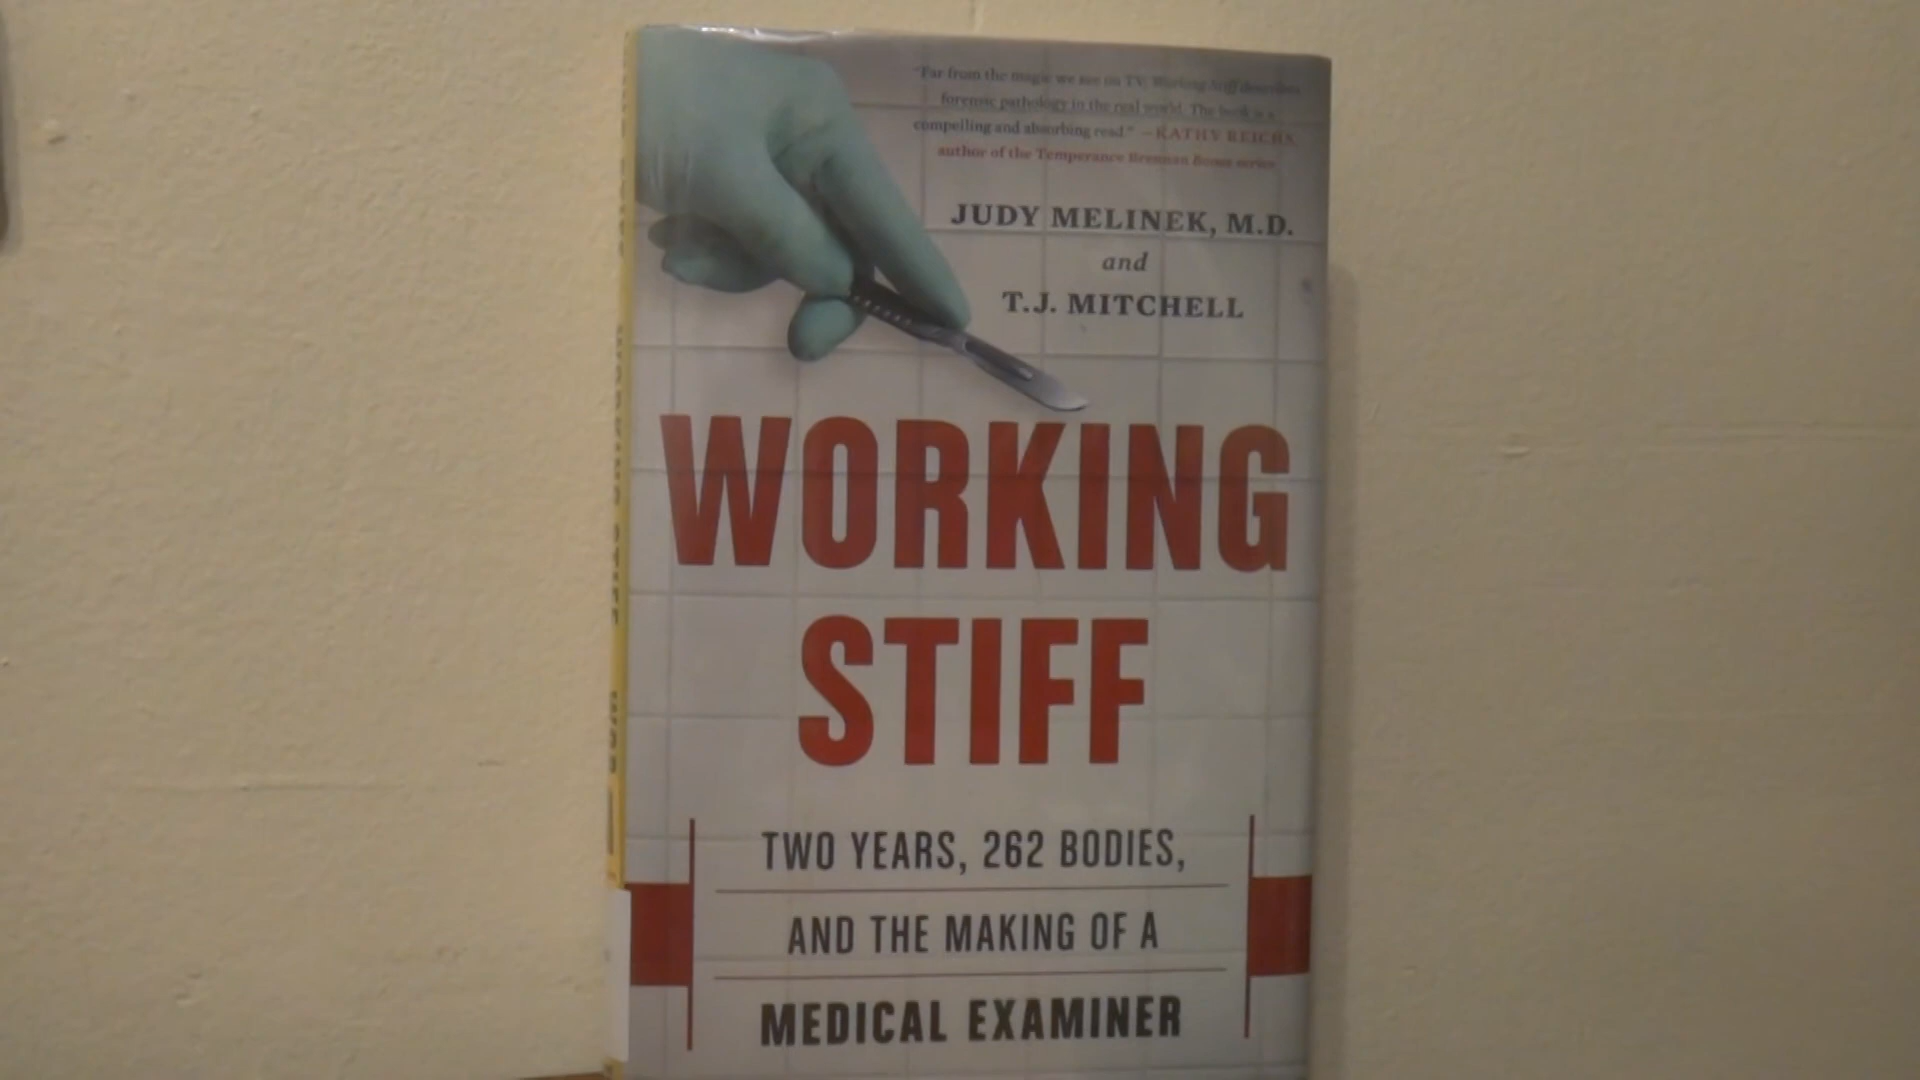 "Far from the magic we see on TV, Working Stiff describes
forensic pathology in the real world. The book is a
compelling and absorbing read." —KATHY REICHS,
author of the Temperance Brennan Bones series
JUDY MELINEK, M.D.
and
T.J. MITCHELL
WORKING
STIFF
TWO YEARS, 262 BODIES,
AND THE MAKING OF A
MEDICAL EXAMINER
WORKING STIFF